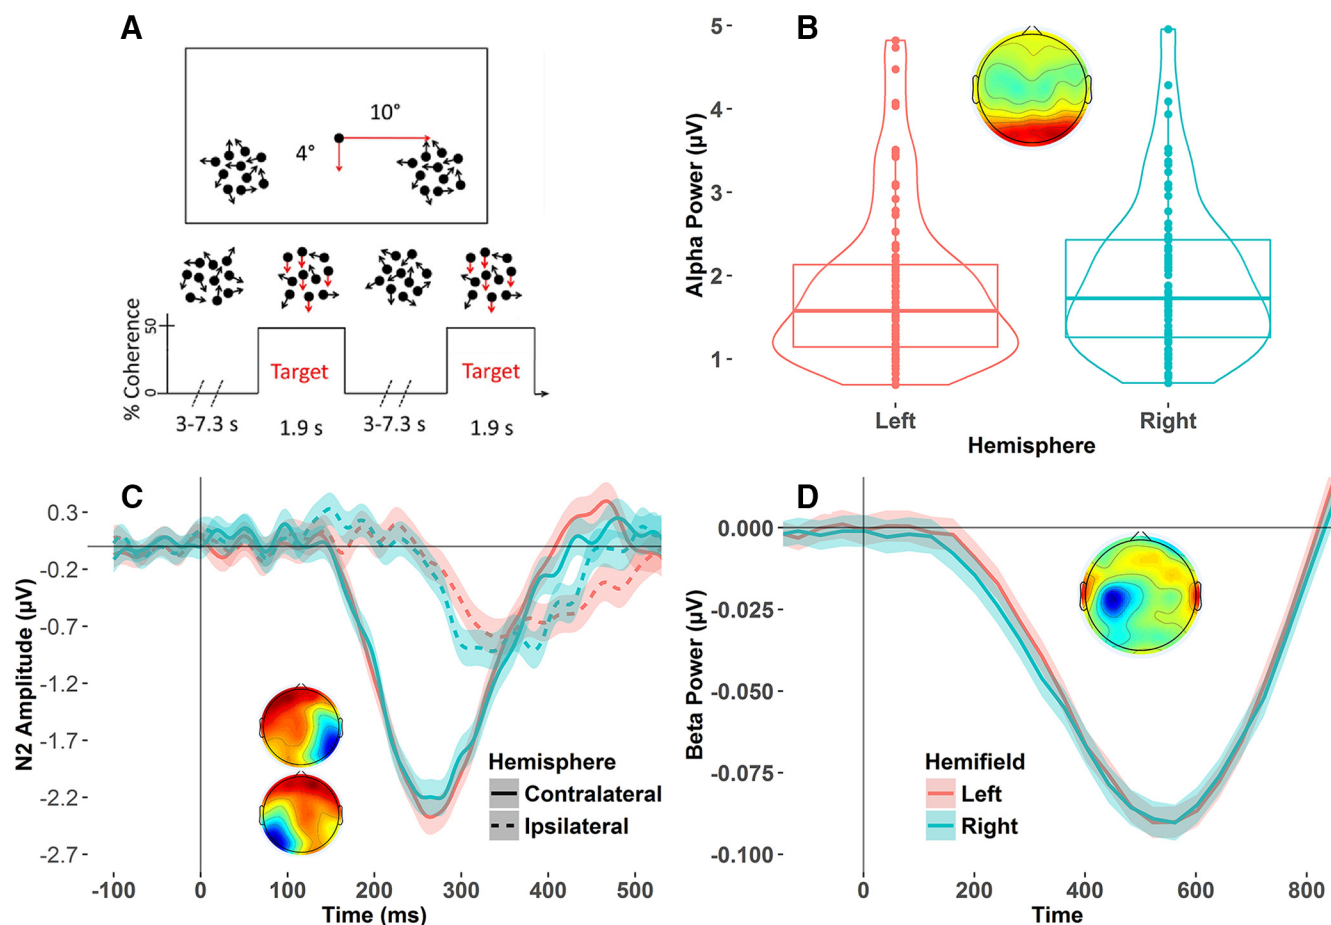 A
10°
4°
% Coherence
50
0
Target
Target
3-7.3 s
1.9 s
3-7.3 s
1.9 s
B
Alpha Power (µV)
5
4
3
2
1
Left
Right
Hemisphere
C
N2 Amplitude (µV)
0.3
-0.2
-0.7
-1.2
-1.7
-2.2
-2.7
Hemisphere
Contralateral
Ipsilateral
-100
0
100
200
300
400
500
Time (ms)
D
Beta Power (µV)
0.000
-0.025
-0.050
-0.075
-0.100
Hemifield
Left
Right
0
200
400
600
800
Time